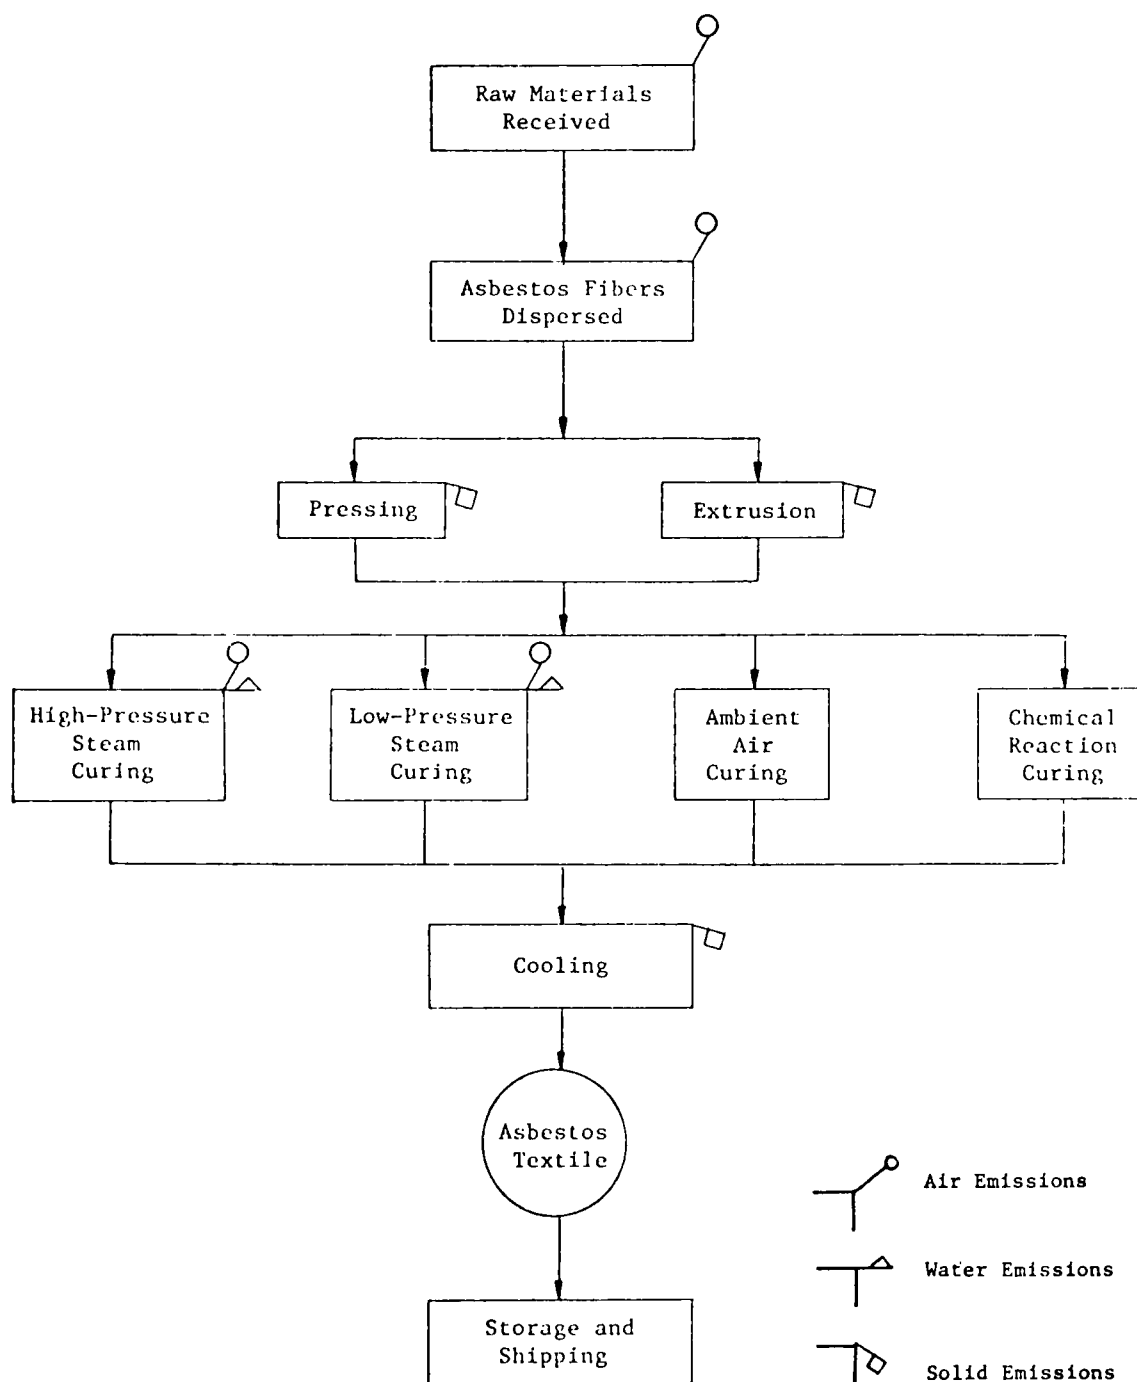 Raw Materials
Received
Asbestos Fibers
Dispersed
Pressing
Extrusion
High-Pressure
Steam
Curing
Low-Pressure
Steam
Curing
Ambient
Air
Curing
Chemical
Reaction
Curing
Cooling
Asbestos
Textile
Air Emissions
Water Emissions
Storage and
Shipping
Solid Emissions